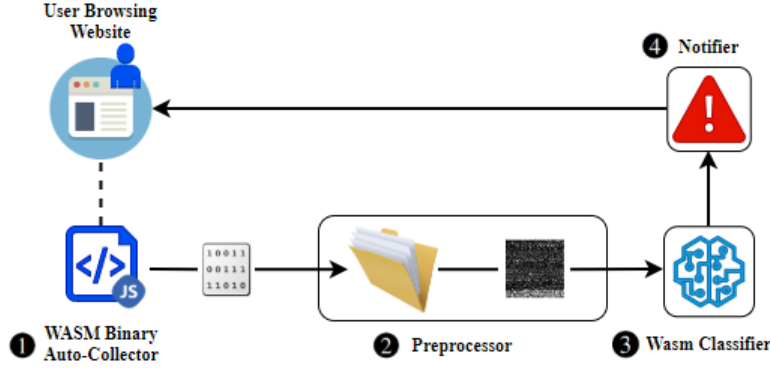 User Browsing
Website
4 Notifier
</>
JS
10011
00111
11010
1 WASM Binary
Auto-Collector
2 Preprocessor
3 Wasm Classifier